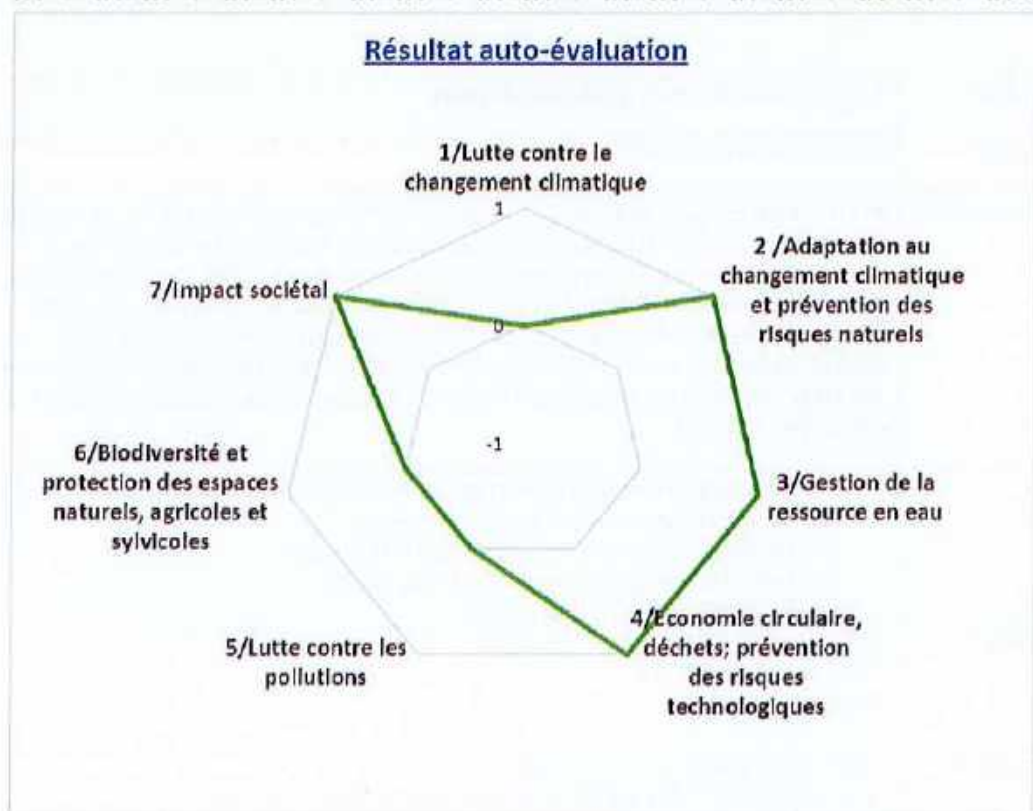 Résultat auto-évaluation
1/Lutte contre le
changement climatique
1
2 /Adaptation au
changement climatique
et prévention des
risques naturels
7/Impact sociétal
0
-1
6/Biodiversité et
protection des espaces
naturels, agricoles et
sylvicoles
3/Gestion de la
ressource en eau
4/Economie circulaire,
déchets; prévention
des risques
technologiques
5/Lutte contre les
pollutions